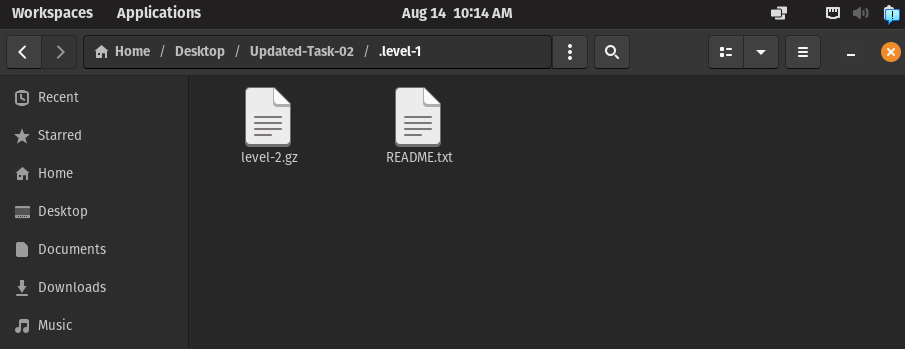 Workspaces Applications Aug 14 10:14 AM
Home / Desktop / Updated-Task-02 / .level-1
Recent
Starred
Home
Desktop
Documents
Downloads
Music
level-2.gz README.txt